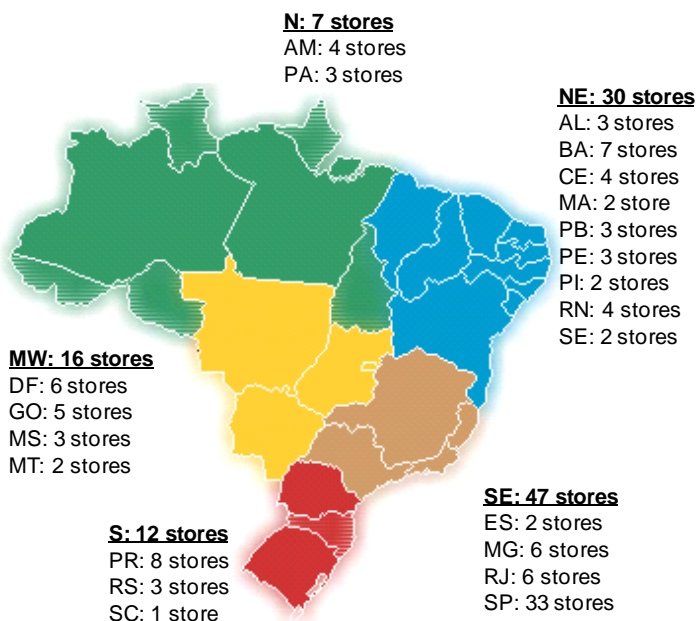 N: 7 stores
AM: 4 stores
PA: 3 stores
NE: 30 stores
AL: 3 stores
BA: 7 stores
CE: 4 stores
MA: 2 store
PB: 3 stores
PE: 3 stores
PI: 2 stores
RN: 4 stores
SE: 2 stores
MW: 16 stores
DF: 6 stores
GO: 5 stores
MS: 3 stores
MT: 2 stores
SE: 47 stores
ES: 2 stores
MG: 6 stores
RJ: 6 stores
SP: 33 stores
S: 12 stores
PR: 8 stores
RS: 3 stores
SC: 1 store